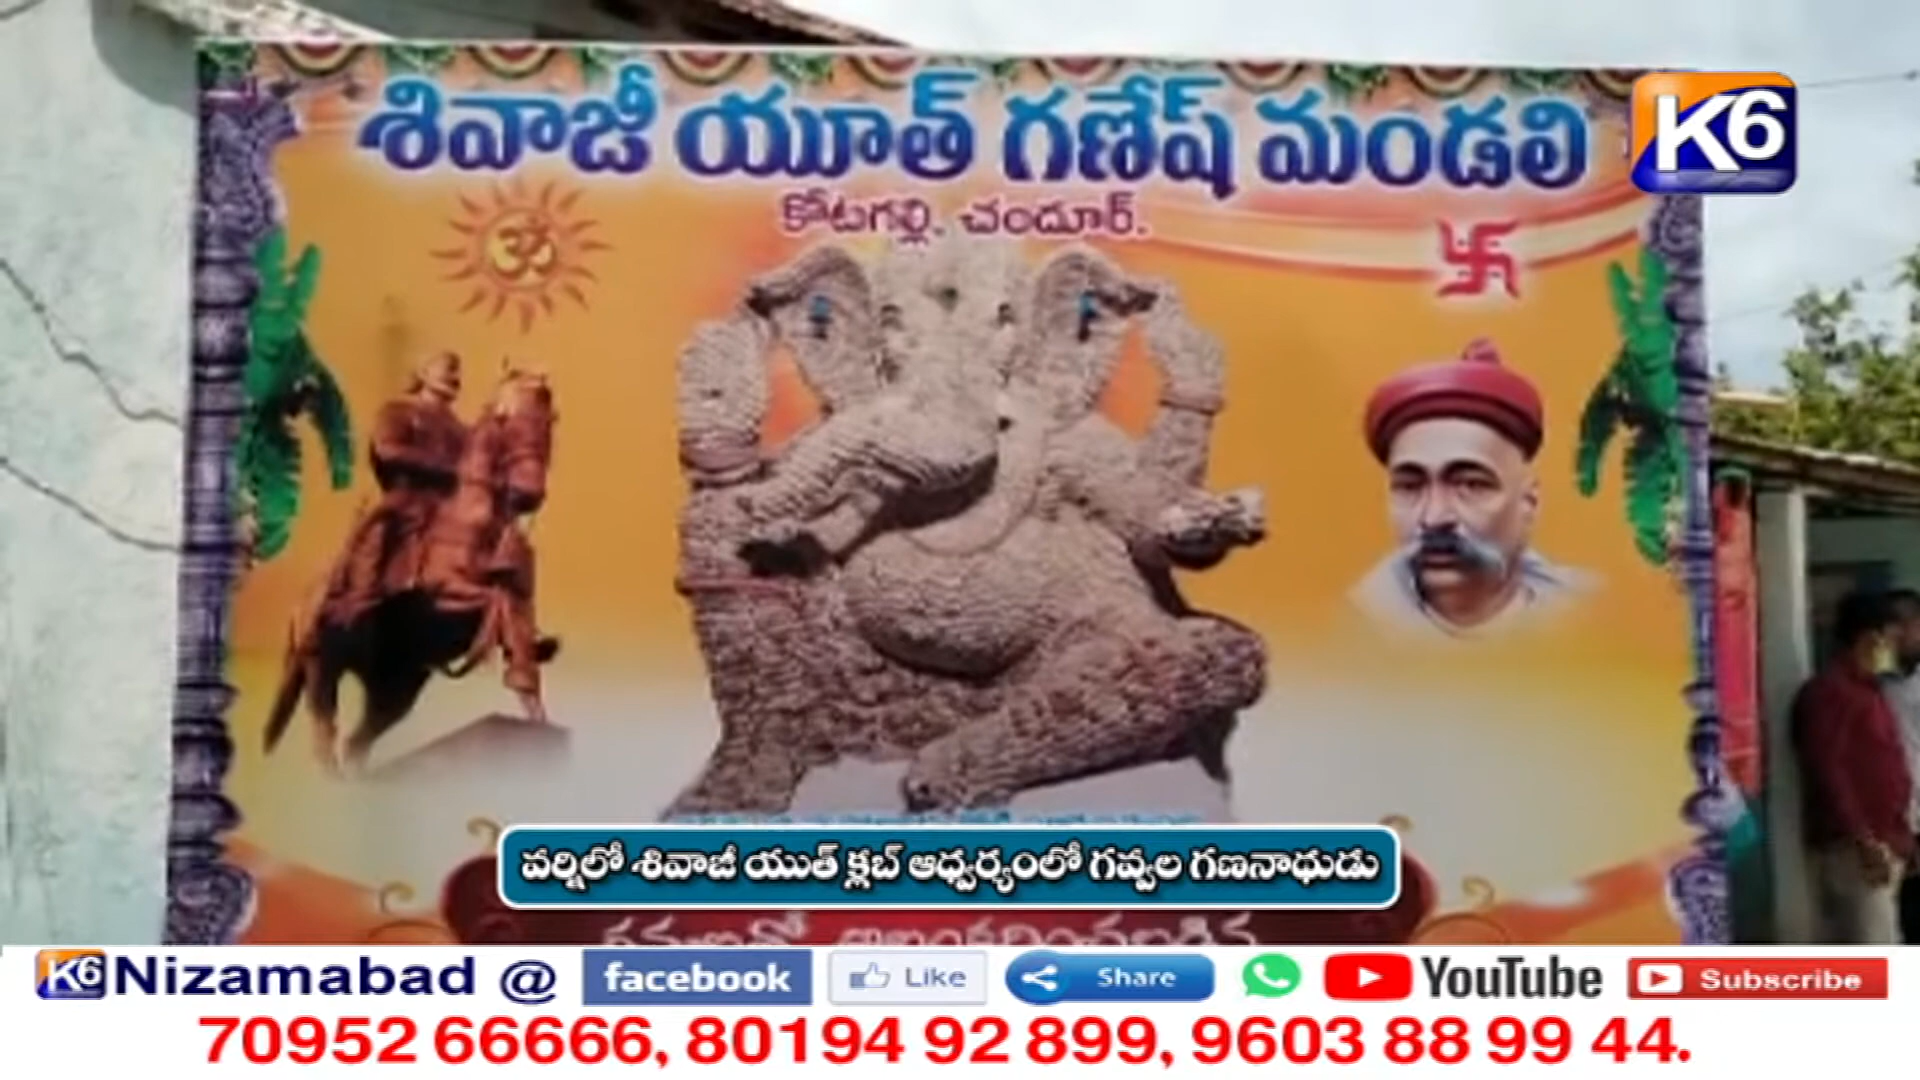 శివాజీ యూత్ గణేష్ మండలి
K6
కోటగల్లి. చందూర్.
ॐ
వర్నిలో శివాజీ యుత్ క్లబ్ ఆధ్వర్యంలో గవ్వల గణనాథుడు
K6 Nizamabad @ facebook Like Share YouTube Subscribe
70952 66666, 80194 92 899, 9603 88 99 44.